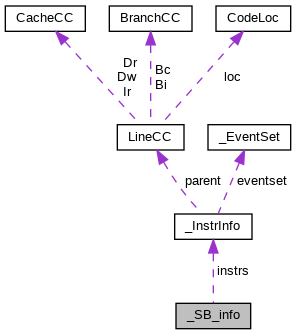 CacheCC
BranchCC
CodeLoc
Dr
Dw
Ir
Bc
Bi
loc
LineCC
_EventSet
parent
eventset
_InstrInfo
instrs
_SB_info